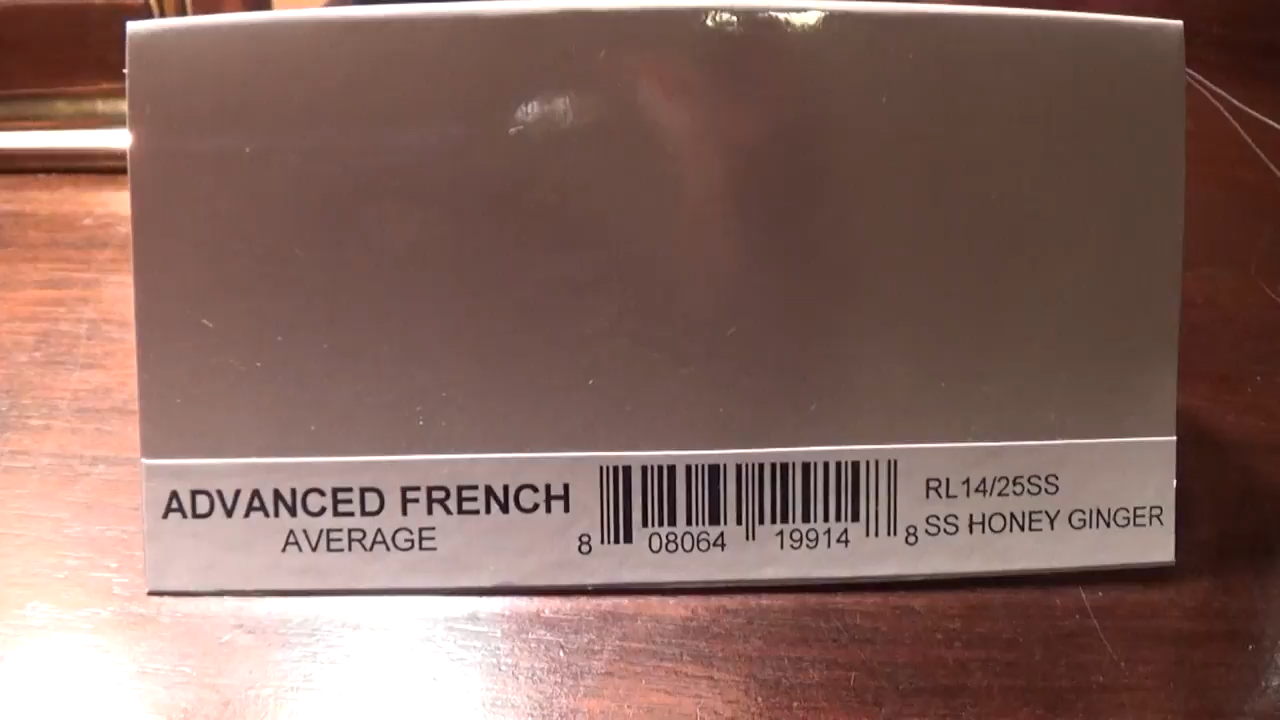 ADVANCED FRENCH
AVERAGE
8 08064 19914 8
RL14/25SS
SS HONEY GINGER